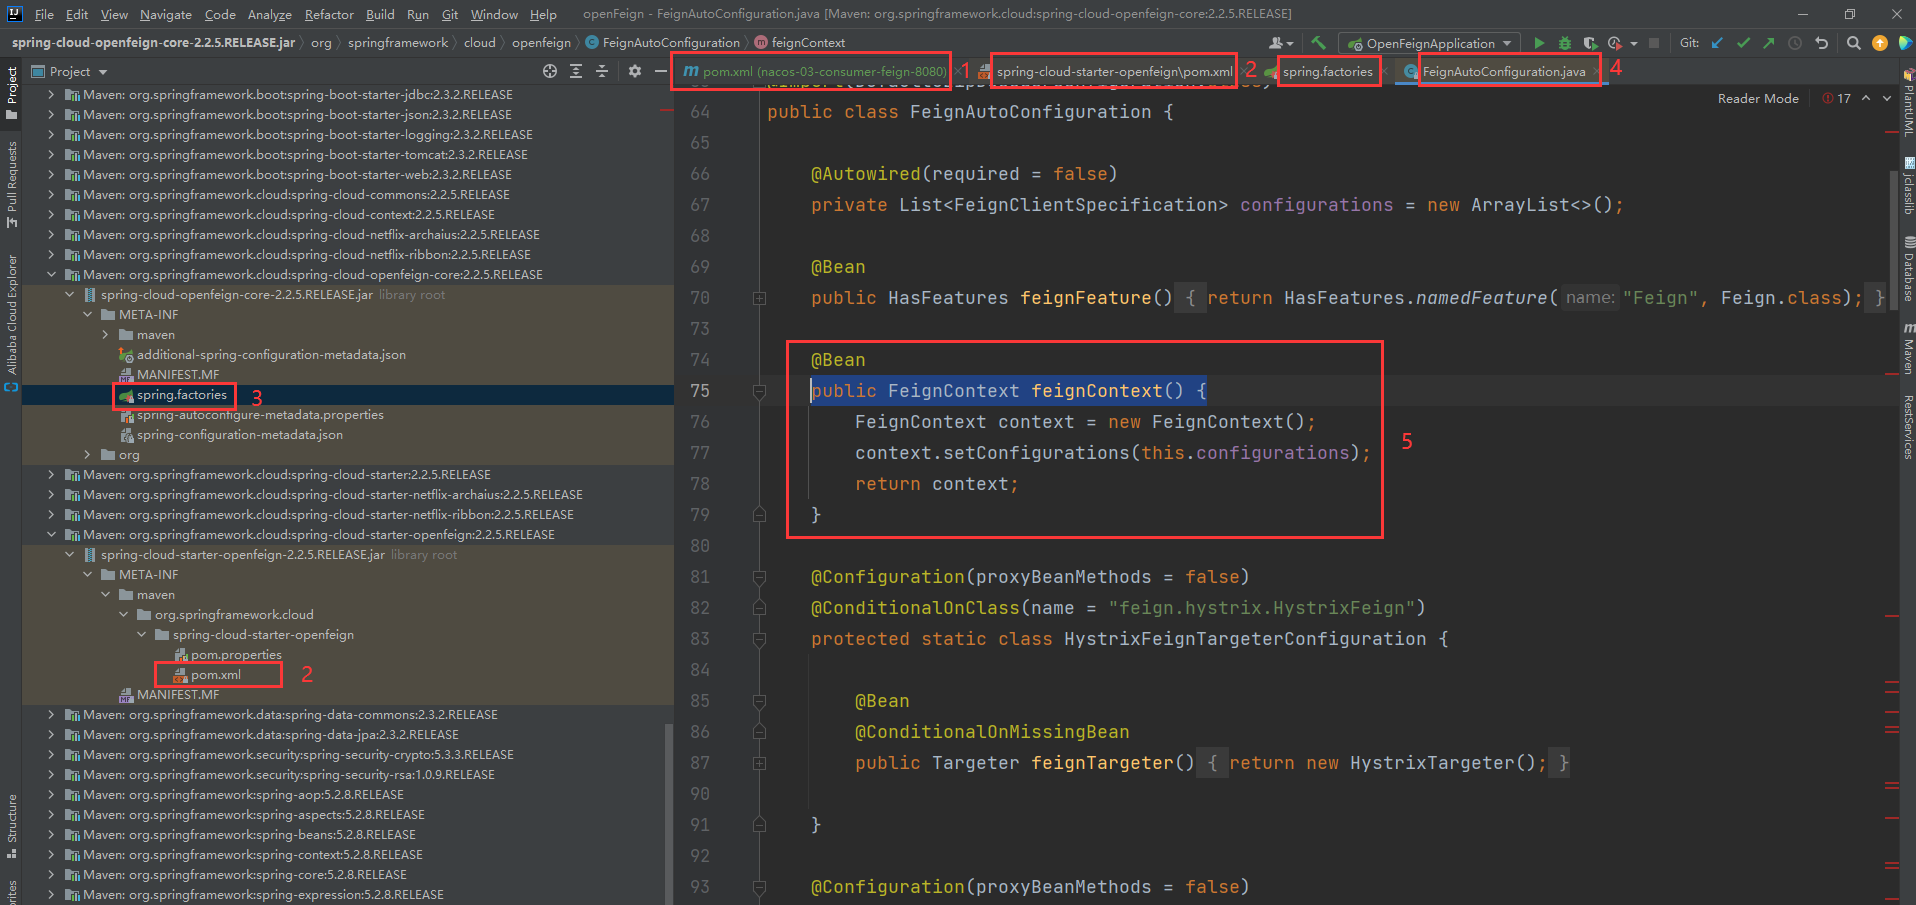 File Edit View Navigate Code Analyze Refactor Build Run Git Window Help openFeign - FeignAutoConfiguration.java [Maven: org.springframework.cloud:spring-cloud-openfeign-core:2.2.5.RELEASE]
spring-cloud-openfeign-core-2.2.5.RELEASE.jar org springframework cloud openfeign FeignAutoConfiguration feignContext OpenFeignApplication Git:
Project
pom.xml (nacos-03-consumer-feign-8080) 1 spring-cloud-starter-openfeign\pom.xml 2 spring.factories FeignAutoConfiguration.java 4
Reader Mode 17
Project
Pull Requests
Alibaba Cloud Explorer
Structure
Maven: org.springframework.boot:spring-boot-starter-jdbc:2.3.2.RELEASE
Maven: org.springframework.boot:spring-boot-starter-json:2.3.2.RELEASE
Maven: org.springframework.boot:spring-boot-starter-logging:2.3.2.RELEASE
Maven: org.springframework.boot:spring-boot-starter-tomcat:2.3.2.RELEASE
Maven: org.springframework.boot:spring-boot-starter-web:2.3.2.RELEASE
Maven: org.springframework.cloud:spring-cloud-commons:2.2.5.RELEASE
Maven: org.springframework.cloud:spring-cloud-context:2.2.5.RELEASE
Maven: org.springframework.cloud:spring-cloud-netflix-archaius:2.2.5.RELEASE
Maven: org.springframework.cloud:spring-cloud-netflix-ribbon:2.2.5.RELEASE
Maven: org.springframework.cloud:spring-cloud-openfeign-core:2.2.5.RELEASE
spring-cloud-openfeign-core-2.2.5.RELEASE.jar library root
META-INF
maven
additional-spring-configuration-metadata.json
MANIFEST.MF
spring.factories 3
spring-autoconfigure-metadata.properties
spring-configuration-metadata.json
org
Maven: org.springframework.cloud:spring-cloud-starter:2.2.5.RELEASE
Maven: org.springframework.cloud:spring-cloud-starter-netflix-archaius:2.2.5.RELEASE
Maven: org.springframework.cloud:spring-cloud-starter-netflix-ribbon:2.2.5.RELEASE
Maven: org.springframework.cloud:spring-cloud-starter-openfeign:2.2.5.RELEASE
spring-cloud-starter-openfeign-2.2.5.RELEASE.jar library root
META-INF
maven
org.springframework.cloud
spring-cloud-starter-openfeign
pom.properties
pom.xml 2
MANIFEST.MF
Maven: org.springframework.data:spring-data-commons:2.3.2.RELEASE
Maven: org.springframework.data:spring-data-jpa:2.3.2.RELEASE
Maven: org.springframework.security:spring-security-crypto:5.3.3.RELEASE
Maven: org.springframework.security:spring-security-rsa:1.0.9.RELEASE
Maven: org.springframework:spring-aop:5.2.8.RELEASE
Maven: org.springframework:spring-aspects:5.2.8.RELEASE
Maven: org.springframework:spring-beans:5.2.8.RELEASE
Maven: org.springframework:spring-context:5.2.8.RELEASE
Maven: org.springframework:spring-core:5.2.8.RELEASE
Maven: org.springframework:spring-expression:5.2.8.RELEASE
64 public class FeignAutoConfiguration {
65
66 @Autowired(required = false)
67 private List<FeignClientSpecification> configurations = new ArrayList<>();
68
69 @Bean
70 public HasFeatures feignFeature() { return HasFeatures.namedFeature( name: "Feign", Feign.class); }
73
74 @Bean
75 public FeignContext feignContext() {
76 FeignContext context = new FeignContext();
77 context.setConfigurations(this.configurations); 5
78 return context;
79 }
80
81 @Configuration(proxyBeanMethods = false)
82 @ConditionalOnClass(name = "feign.hystrix.HystrixFeign")
83 protected static class HystrixFeignTargeterConfiguration {
84
85 @Bean
86 @ConditionalOnMissingBean
87 public Targeter feignTargeter() { return new HystrixTargeter(); }
90
91 }
92
93 @Configuration(proxyBeanMethods = false)
PlantUML
jclasslib
Database
Maven
RestServices